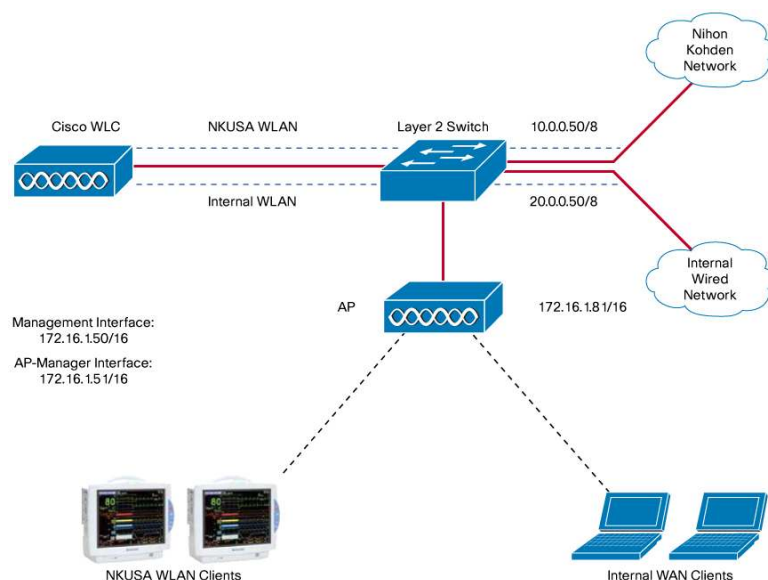 Nihon
Kohden
Network
Cisco WLC
NKUSA WLAN
Layer 2 Switch
10.0.0.50/8
Internal WLAN
20.0.0.50/8
Internal
Wired
Network
AP
172.16.1.81/16
Management Interface:
172.16.1.50/16
AP-Manager Interface:
172.16.1.51/16
80
NKUSA WLAN Clients
Internal WAN Clients